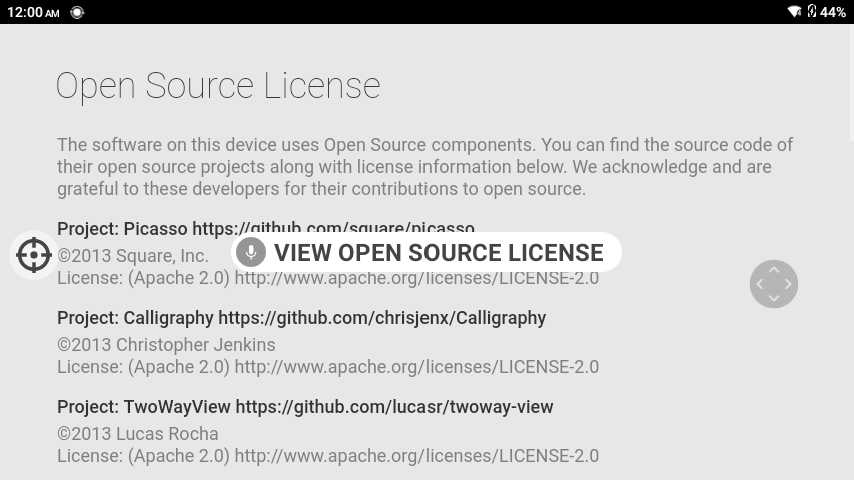 12:00 AM
44%
Open Source License
The software on this device uses Open Source components. You can find the source code of
their open source projects along with license information below. We acknowledge and are
grateful to these developers for their contributions to open source.
Project: Picasso https://github.com/square/picasso
©2013 Square, Inc.
VIEW OPEN SOURCE LICENSE
License: (Apache 2.0) http://www.apache.org/licenses/LICENSE-2.0
Project: Calligraphy https://github.com/chrisjenx/Calligraphy
©2013 Christopher Jenkins
License: (Apache 2.0) http://www.apache.org/licenses/LICENSE-2.0
Project: TwoWayView https://github.com/lucasr/twoway-view
©2013 Lucas Rocha
License: (Apache 2.0) http://www.apache.org/licenses/LICENSE-2.0